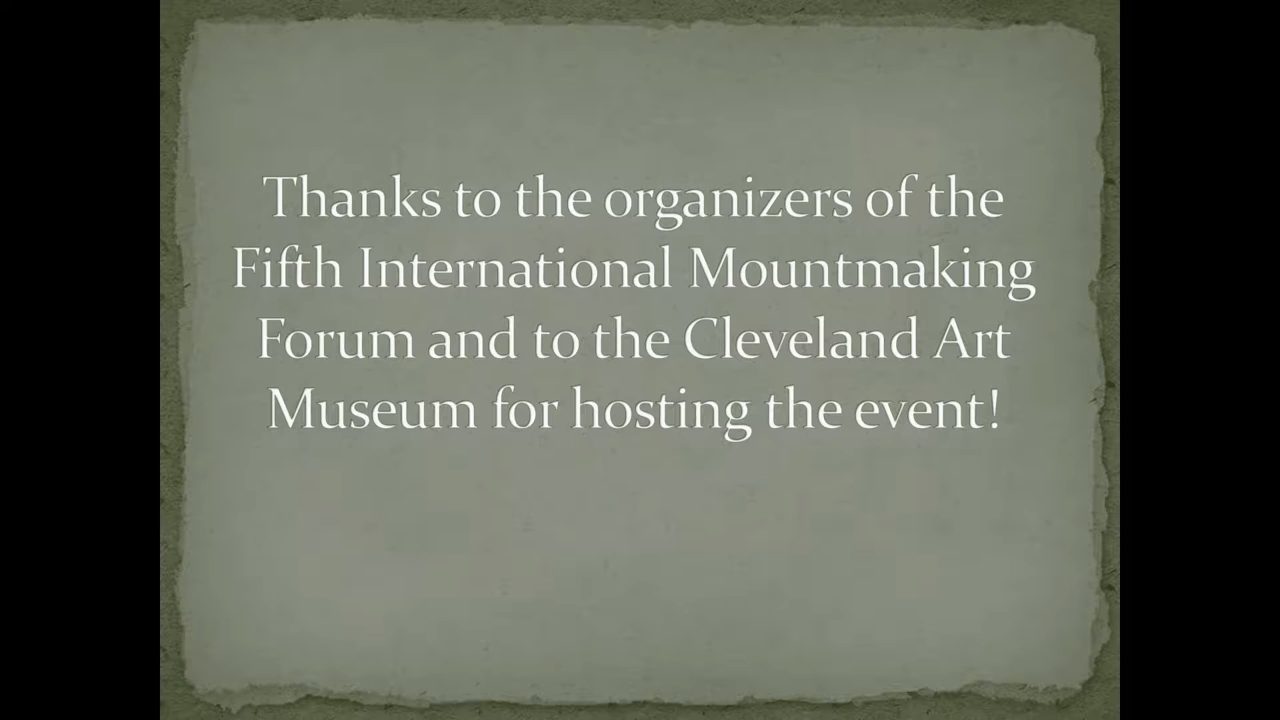 Thanks to the organizers of the
Fifth International Mountmaking
Forum and to the Cleveland Art
Museum for hosting the event!